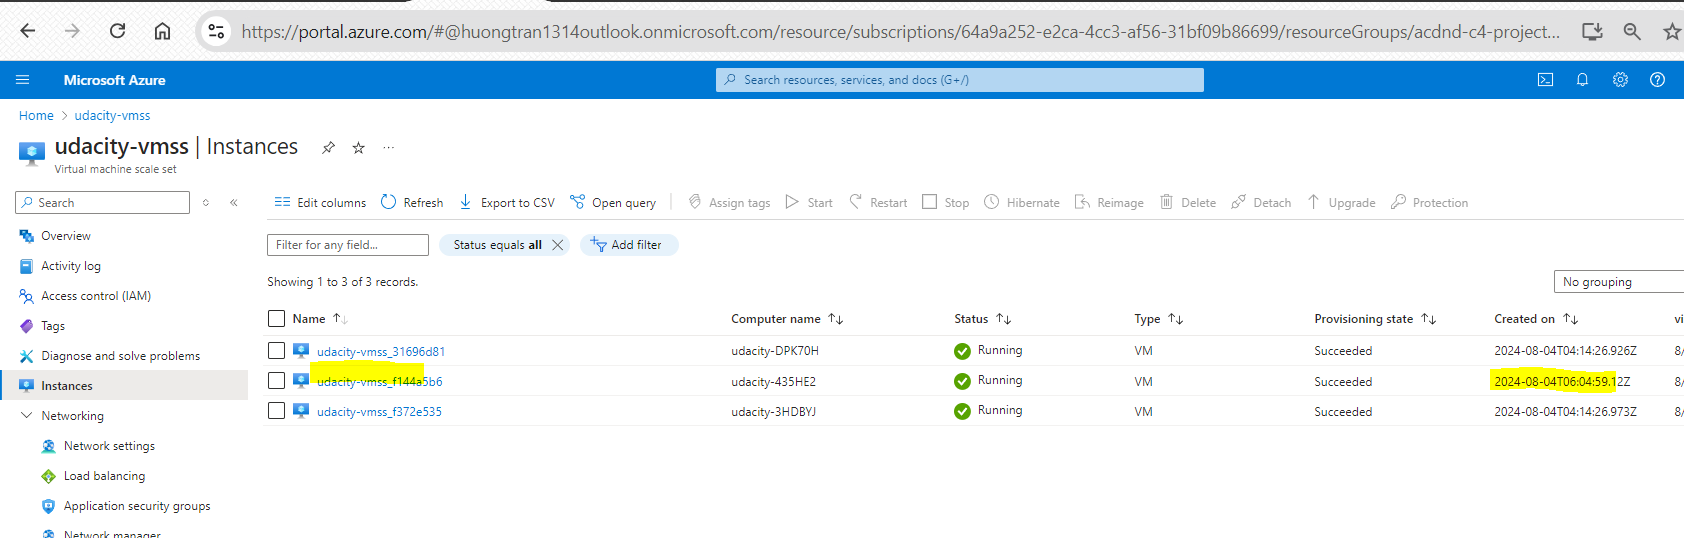 https://portal.azure.com/#@huongtran1314outlook.onmicrosoft.com/resource/subscriptions/64a9a252-e2ca-4cc3-af56-31bf09b86699/resourceGroups/acdnd-c4-project...
Microsoft Azure
Search resources, services, and docs (G+/)
Home > udacity-vmss
udacity-vmss | Instances
Virtual machine scale set
Search
Edit columns Refresh Export to CSV Open query Assign tags Start Restart Stop Hibernate Reimage Delete Detach Upgrade Protection
Overview
Activity log
Access control (IAM)
Tags
Diagnose and solve problems
Instances
Networking
Network settings
Load balancing
Application security groups
Network manager
Filter for any field...
Status equals all
Add filter
Showing 1 to 3 of 3 records.
No grouping
Name Computer name Status Type Provisioning state Created on vi
udacity-vmss_31696d81 udacity-DPK70H Running VM Succeeded 2024-08-04T04:14:26.926Z 8/
udacity-vmss_f144a5b6 udacity-435HE2 Running VM Succeeded 2024-08-04T06:04:59.12Z 8/
udacity-vmss_f372e535 udacity-3HDBYJ Running VM Succeeded 2024-08-04T04:14:26.973Z 8/